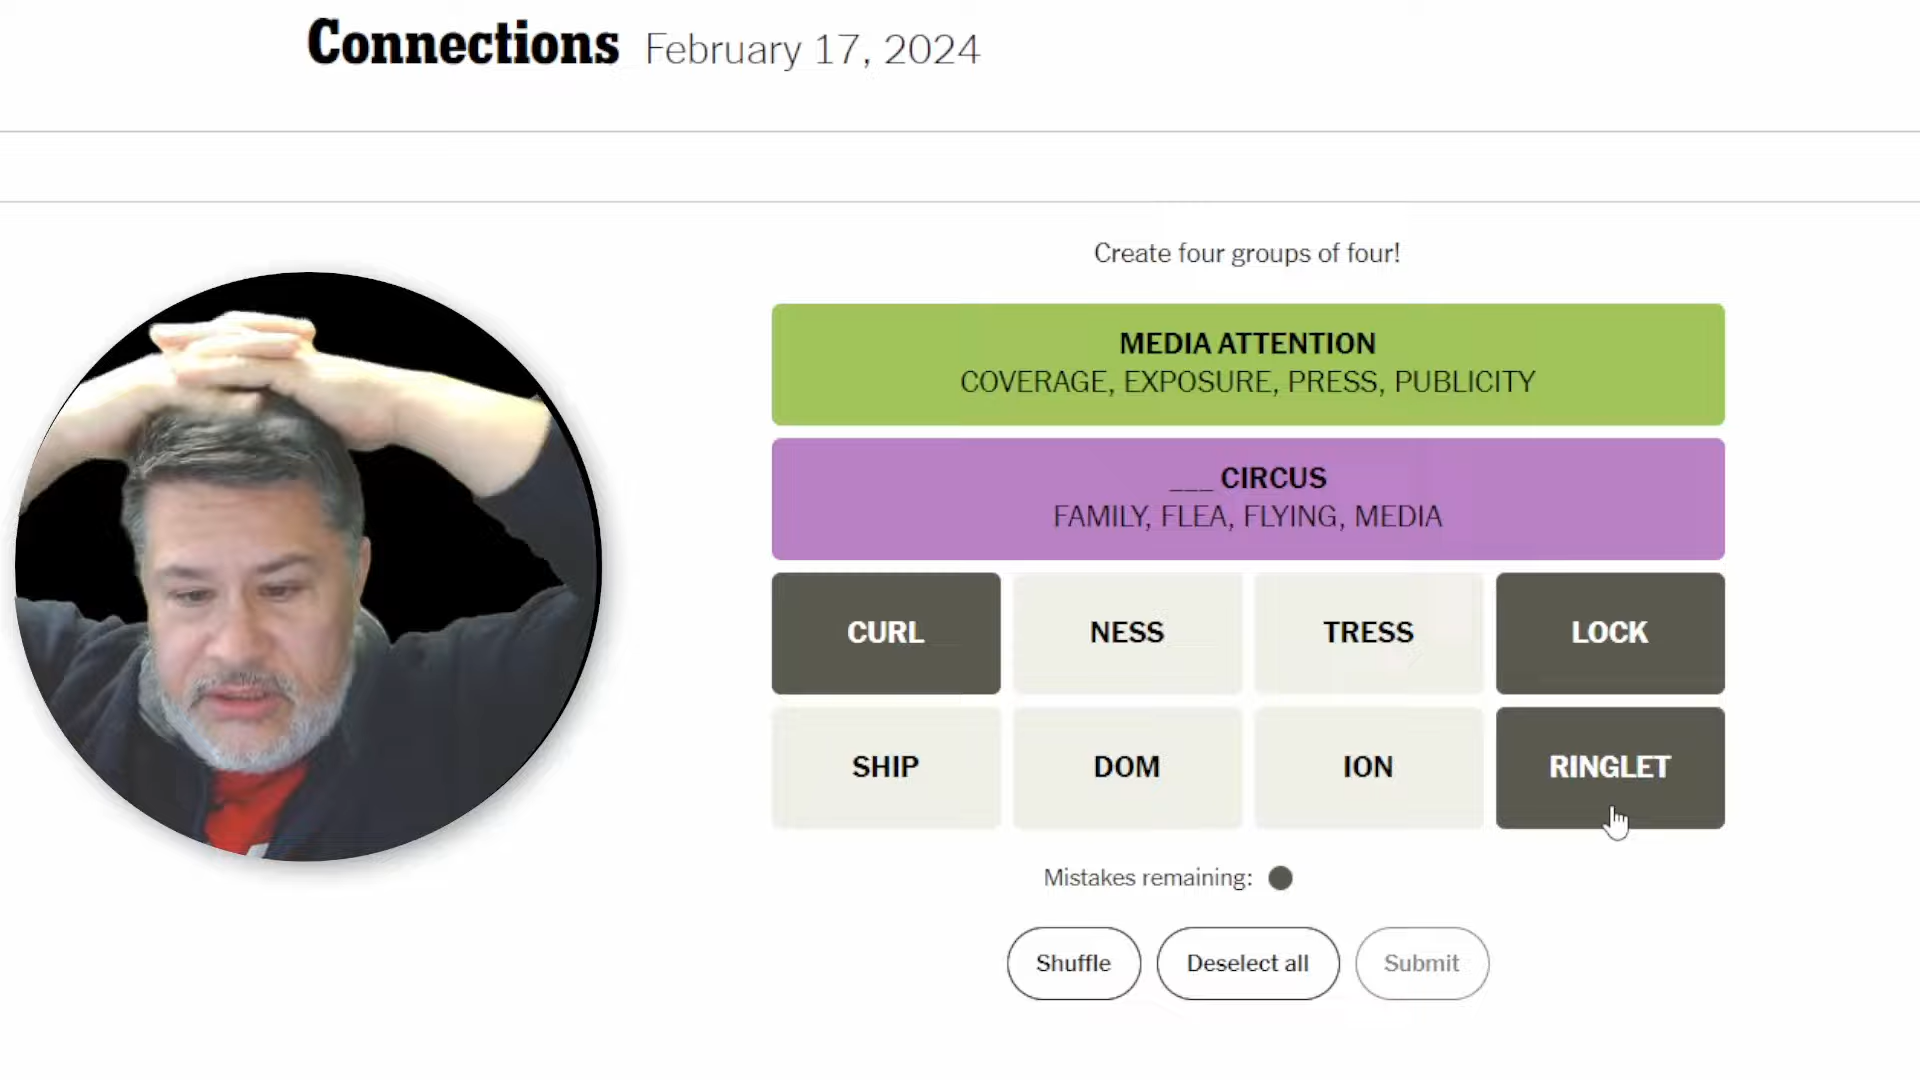 Connections February 17, 2024
Create four groups of four!
MEDIA ATTENTION
COVERAGE, EXPOSURE, PRESS, PUBLICITY
___ CIRCUS
FAMILY, FLEA, FLYING, MEDIA
CURL NESS TRESS LOCK
SHIP DOM ION RINGLET
Mistakes remaining:
Shuffle Deselect all Submit